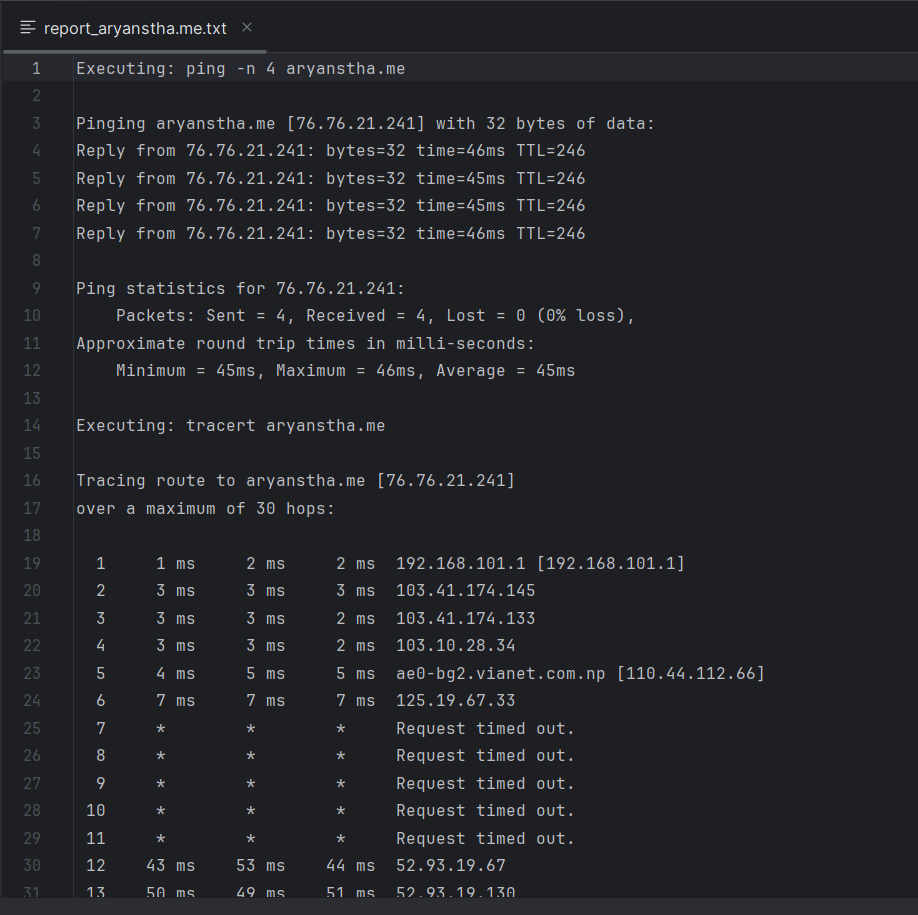 report_aryanstha.me.txt
1 Executing: ping -n 4 aryanstha.me
2
3 Pinging aryanstha.me [76.76.21.241] with 32 bytes of data:
4 Reply from 76.76.21.241: bytes=32 time=46ms TTL=246
5 Reply from 76.76.21.241: bytes=32 time=45ms TTL=246
6 Reply from 76.76.21.241: bytes=32 time=45ms TTL=246
7 Reply from 76.76.21.241: bytes=32 time=46ms TTL=246
8
9 Ping statistics for 76.76.21.241:
10     Packets: Sent = 4, Received = 4, Lost = 0 (0% loss),
11 Approximate round trip times in milli-seconds:
12     Minimum = 45ms, Maximum = 46ms, Average = 45ms
13
14 Executing: tracert aryanstha.me
15
16 Tracing route to aryanstha.me [76.76.21.241]
17 over a maximum of 30 hops:
18
19   1     1 ms     2 ms     2 ms  192.168.101.1 [192.168.101.1]
20   2     3 ms     3 ms     3 ms  103.41.174.145
21   3     3 ms     3 ms     2 ms  103.41.174.133
22   4     3 ms     3 ms     2 ms  103.10.28.34
23   5     4 ms     5 ms     5 ms  ae0-bg2.vianet.com.np [110.44.112.66]
24   6     7 ms     7 ms     7 ms  125.19.67.33
25   7     *        *        *     Request timed out.
26   8     *        *        *     Request timed out.
27   9     *        *        *     Request timed out.
28  10     *        *        *     Request timed out.
29  11     *        *        *     Request timed out.
30  12    43 ms    53 ms    44 ms  52.93.19.67
31  13    50 ms    49 ms    51 ms  52.93.19.130